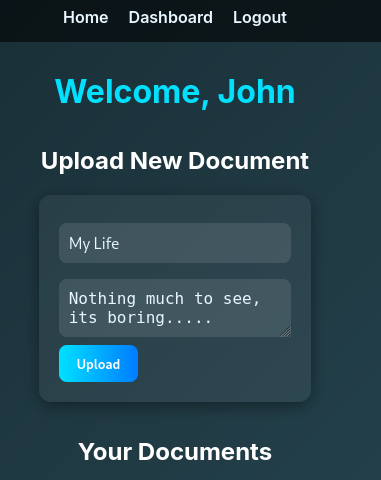 Home Dashboard Logout
Welcome, John
Upload New Document
My Life
Nothing much to see,
its boring.....
Upload
Your Documents